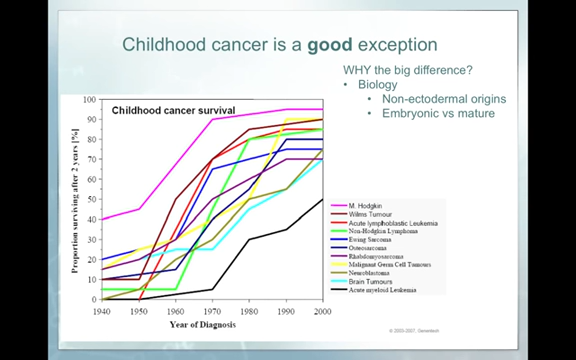 Childhood cancer is a good exception
WHY the big difference?
• Biology
• Non-ectodermal origins
• Embryonic vs mature
Childhood cancer survival
Proportion surviving after 2 years [%]
100
90
80
70
60
50
40
30
20
10
0
1940 1950 1960 1970 1980 1990 2000
Year of Diagnosis
M. Hodgkin
Wilms Tumour
Acute lymphoblastic Leukemia
Non-Hodgkin Lymphoma
Ewing Sarcoma
Osteosarcoma
Rhabdomyosarcoma
Malignant Germ Cell Tumours
Neuroblastoma
Brain Tumours
Acute myeloid Leukemia